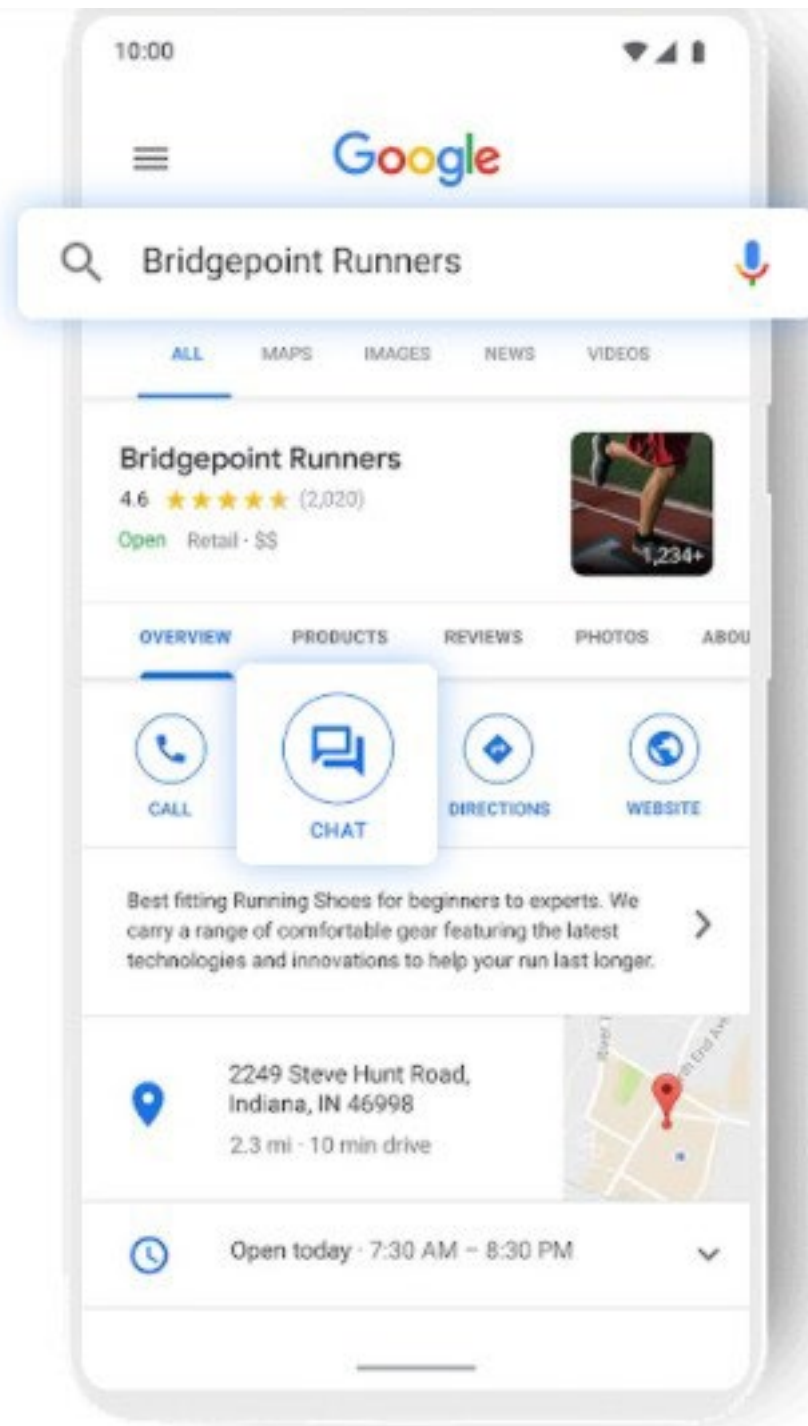 10:00
Google
Bridgepoint Runners
ALL MAPS IMAGES NEWS VIDEOS
Bridgepoint Runners
4.6 (2,020)
Open Retail · $$
1,234+
OVERVIEW PRODUCTS REVIEWS PHOTOS ABOU
CALL CHAT DIRECTIONS WEBSITE
Best fitting Running Shoes for beginners to experts. We
carry a range of comfortable gear featuring the latest
technologies and innovations to help your run last longer.
2249 Steve Hunt Road,
Indiana, IN 46998
2.3 mi · 10 min drive
River
End Av
Open today · 7:30 AM – 8:30 PM